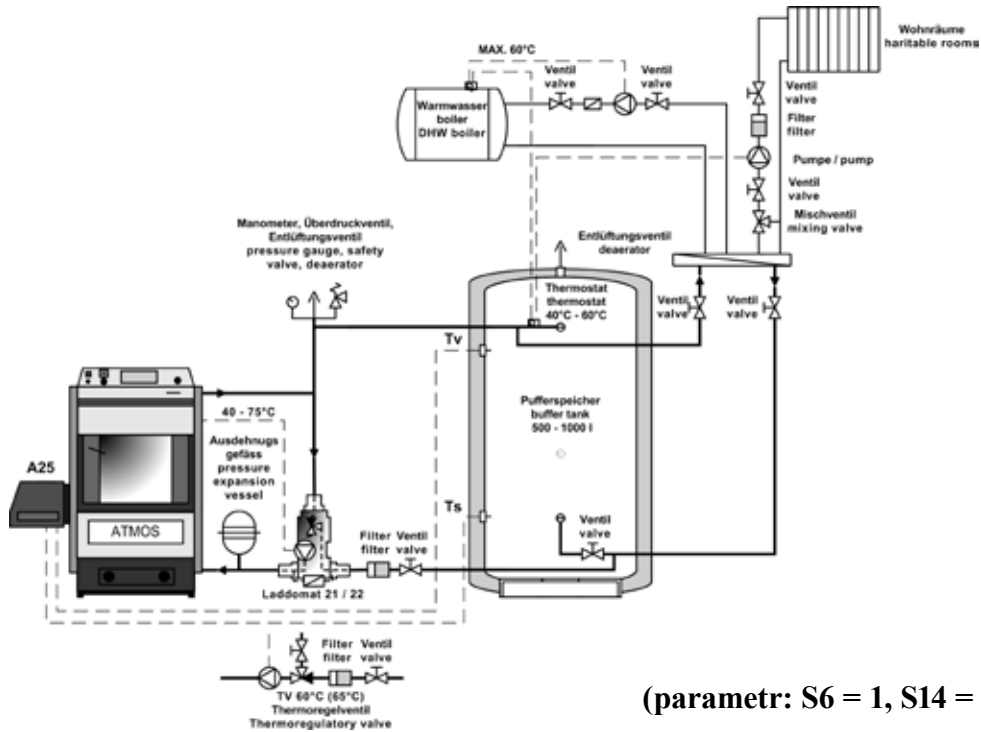 Wohnräume
haritable rooms
MAX. 60°C
Ventil
valve
Ventil
valve
Warmwasser
boiler
DHW boiler
Ventil
valve
Filter
filter
Pumpe / pump
Ventil
valve
Mischventil
mixing valve
Manometer, Überdruckventil,
Entlüftungsventil
pressure gauge, safety
valve, deaerator
Entlüftungsventil
deaerator
Thermostat
thermostat
40°C - 60°C
Ventil
valve
Ventil
valve
Tv
40 - 75°C
Pufferspeicher
buffer tank
500 - 1000 l
Ausdehnugs
gefäss
pressure
expansion
vessel
A25
ATMOS
Ts
Filter Ventil
filter valve
Ventil
valve
Laddomat 21 / 22
Filter Ventil
filter valve
TV 60°C (65°C)
Thermoregelventil
Thermoregulatory valve
(parametr: S6 = 1, S14 =